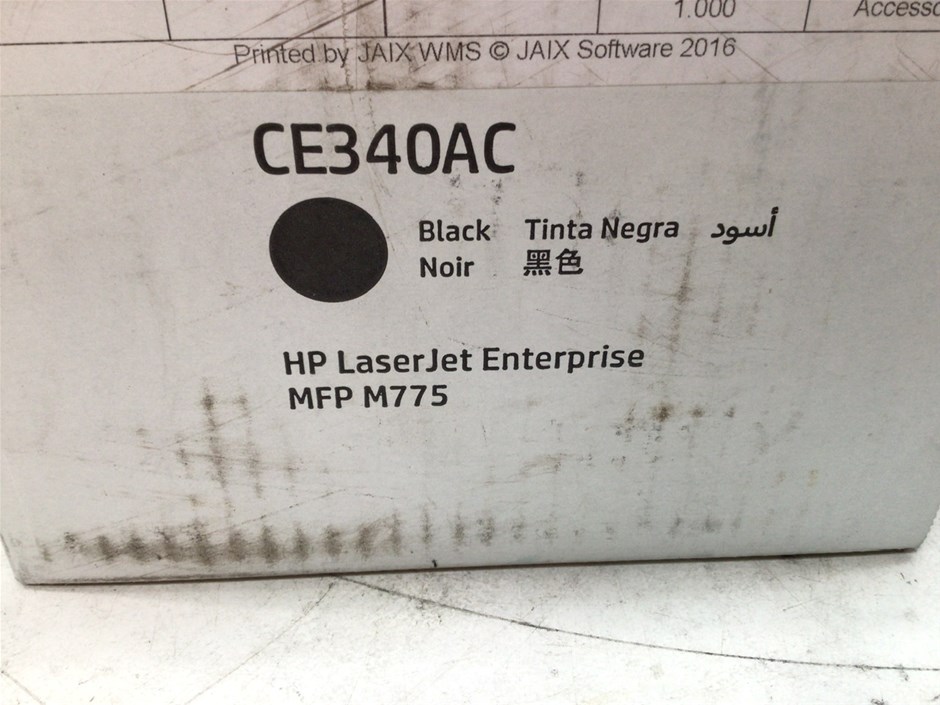 1.000 Accesso
Printed by JAIX WMS © JAIX Software 2016
CE340AC
Black Tinta Negra أسود
Noir 黑色
HP LaserJet Enterprise
MFP M775